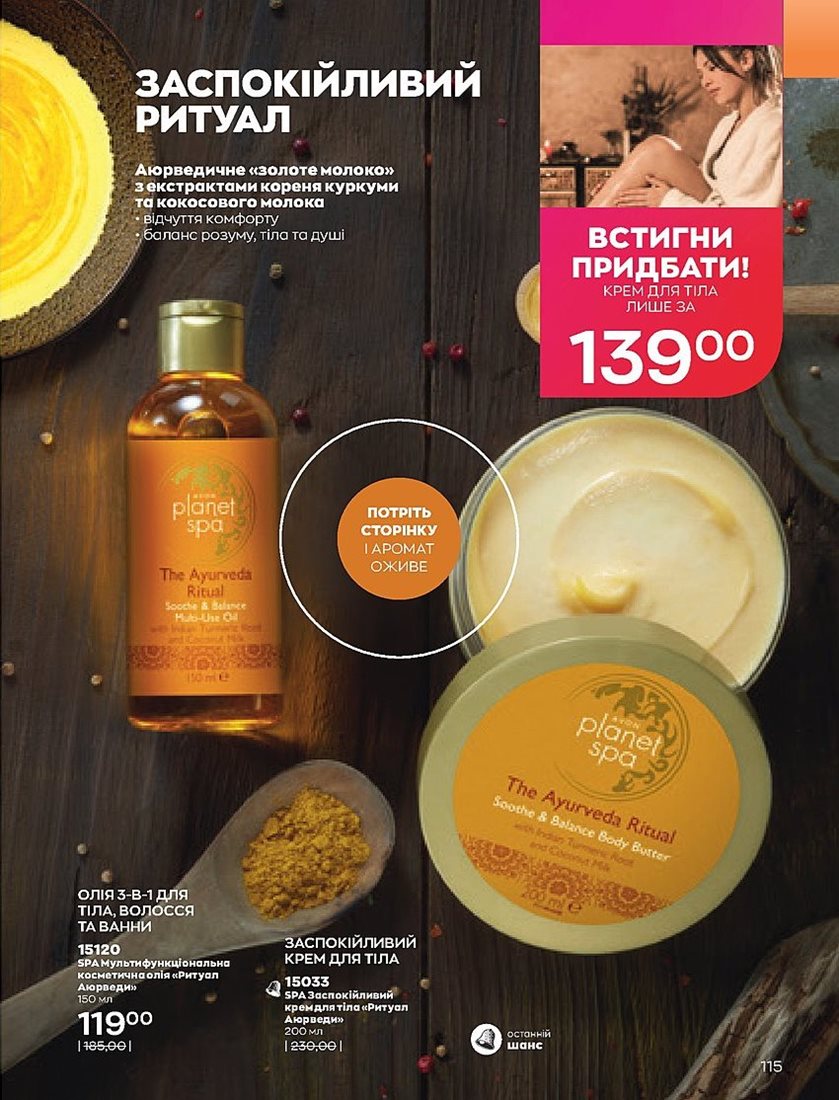 ЗАСПОКІЙЛИВИЙ
РИТУАЛ
Аюрведичне «золоте молоко»
з екстрактами кореня куркуми
та кокосового молока
• відчуття комфорту
• баланс розуму, тіла та душі
ВСТИГНИ
ПРИДБАТИ!
КРЕМ ДЛЯ ТІЛА
ЛИШЕ ЗА
139⁰⁰
ПОТРІТЬ
СТОРІНКУ
І АРОМАТ
ОЖИВЕ
AVON
planet
spa
The Ayurveda
Ritual
Soothe & Balance
Multi-Use Oil
with Indian Turmeric Root
and Coconut Milk
150 ml e
AVON
planet
spa
The Ayurveda Ritual
Soothe & Balance Body Butter
with Indian Turmeric Root
and Coconut Milk
200 ml e
ОЛІЯ 3-В-1 ДЛЯ
ТІЛА, ВОЛОССЯ
ТА ВАННИ
15120
SPA Мультифункціональна
косметична олія «Ритуал
Аюрведи»
150 мл
119⁰⁰
| 185,00 |
ЗАСПОКІЙЛИВИЙ
КРЕМ ДЛЯ ТІЛА
15033
SPA Заспокійливий
крем для тіла «Ритуал
Аюрведи»
200 мл
| 230,00 |
ОСТАННІЙ
шанс
115